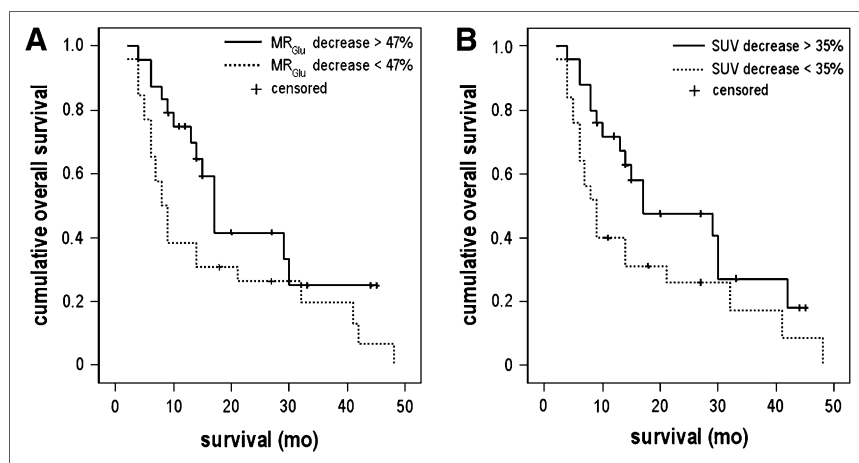 A
MRGlu decrease > 47%
MRGlu decrease < 47%
+ censored
cumulative overall survival
1.0
0.8
0.6
0.4
0.2
0
0 10 20 30 40 50
survival (mo)
B
SUV decrease > 35%
SUV decrease < 35%
+ censored
cumulative overall survival
1.0
0.8
0.6
0.4
0.2
0
0 10 20 30 40 50
survival (mo)